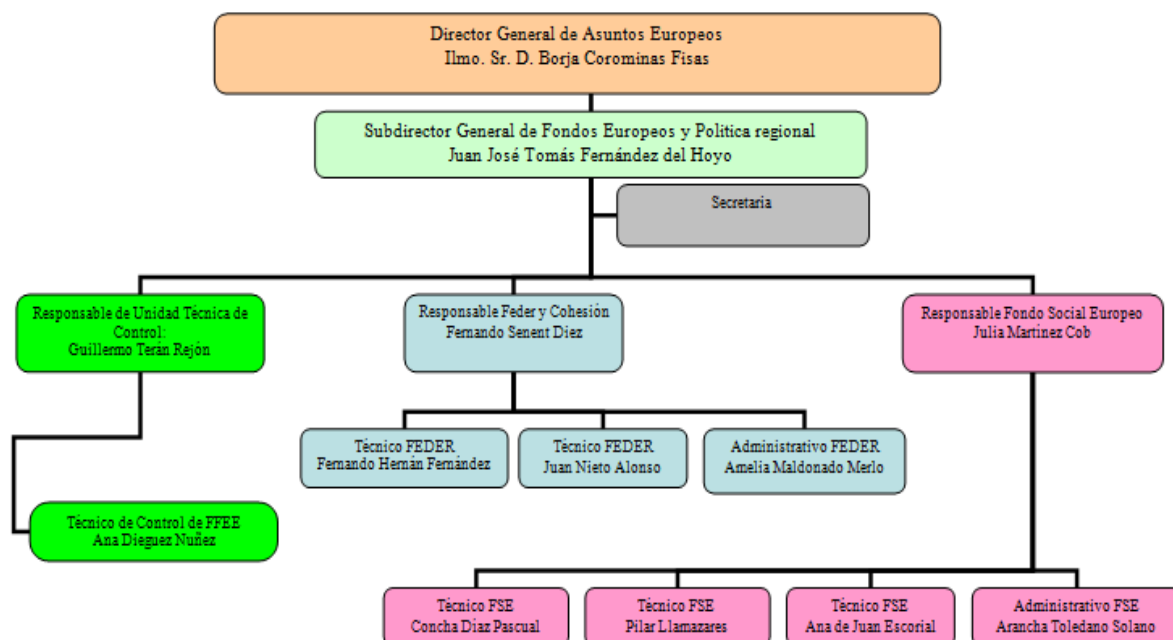 Director General de Asuntos Europeos
Ilmo. Sr. D. Borja Corominas Fisas
Subdirector General de Fondos Europeos y Politica regional
Juan José Tomás Fernández del Hoyo
Secretaria
Responsable de Unidad Técnica de
Control:
Guillermo Terán Rejón
Responsable Feder y Cohesión
Fernando Senent Diez
Responsable Fondo Social Europeo
Julia Martinez Cob
Técnico FEDER
Fernando Hernán Fernández
Técnico FEDER
Juan Nieto Alonso
Administrativo FEDER
Amelia Maldonado Merlo
Técnico de Control de FFEE
Ana Dieguez Nuñez
Técnico FSE
Concha Diaz Pascual
Técnico FSE
Pilar Llamazares
Técnico FSE
Ana de Juan Escorial
Administrativo FSE
Arancha Toledano Solano